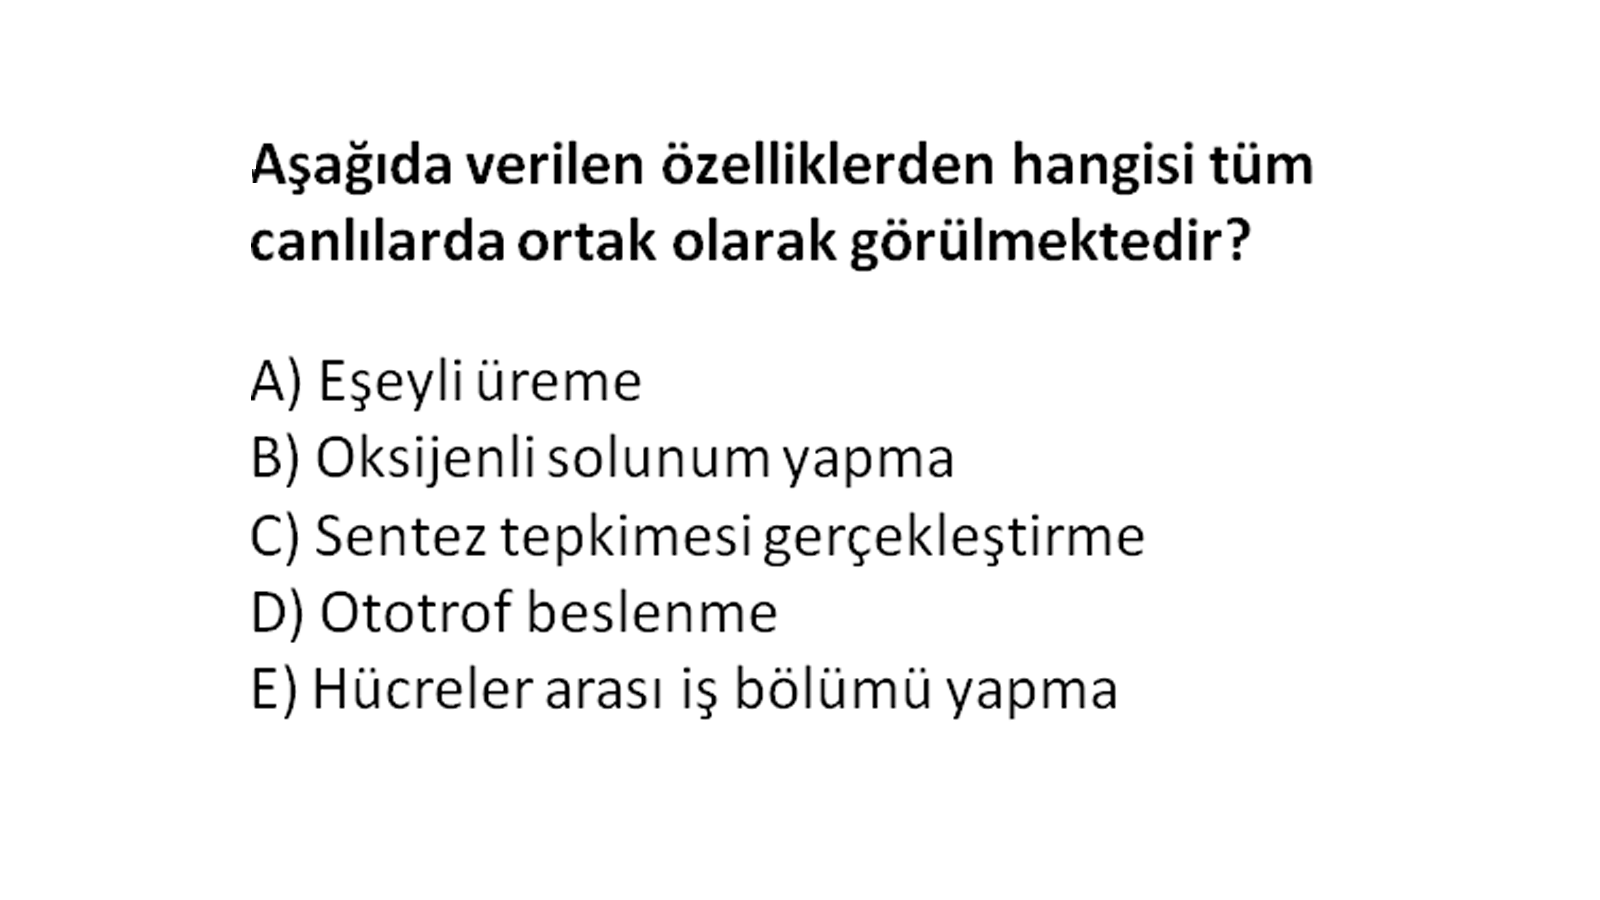 Aşağıda verilen özelliklerden hangisi tüm
canlılarda ortak olarak görülmektedir?
A) Eşeyli üreme
B) Oksijenli solunum yapma
C) Sentez tepkimesi gerçekleştirme
D) Ototrof beslenme
E) Hücreler arası iş bölümü yapma